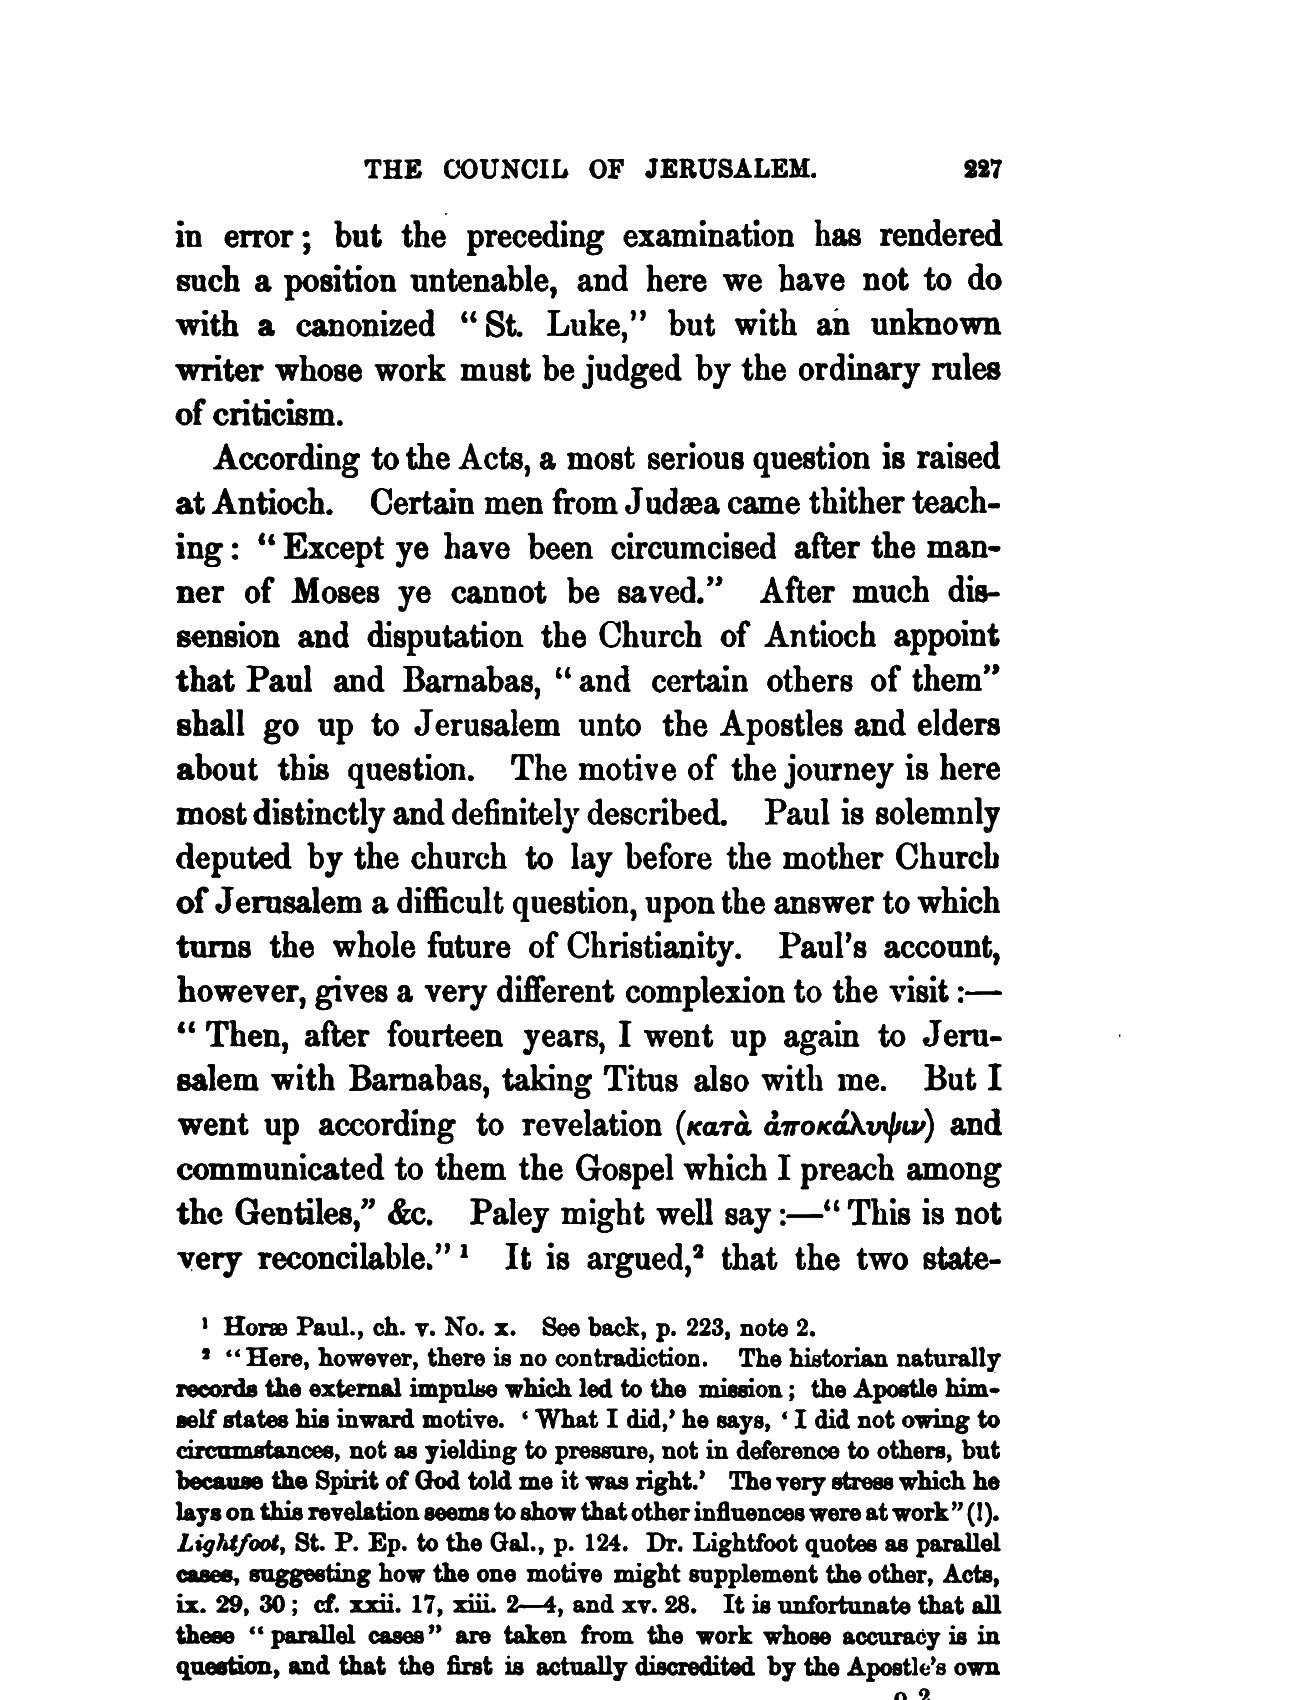 THE COUNCIL OF JERUSALEM. 227
in error; but the preceding examination has rendered
such a position untenable, and here we have not to do
with a canonized “St. Luke,” but with an unknown
writer whose work must be judged by the ordinary rules
of criticism.
According to the Acts, a most serious question is raised
at Antioch. Certain men from Judæa came thither teach-
ing: “Except ye have been circumcised after the man-
ner of Moses ye cannot be saved.” After much dis-
sension and disputation the Church of Antioch appoint
that Paul and Barnabas, “and certain others of them”
shall go up to Jerusalem unto the Apostles and elders
about this question. The motive of the journey is here
most distinctly and definitely described. Paul is solemnly
deputed by the church to lay before the mother Church
of Jerusalem a difficult question, upon the answer to which
turns the whole future of Christianity. Paul’s account,
however, gives a very different complexion to the visit:—
“Then, after fourteen years, I went up again to Jeru-
salem with Barnabas, taking Titus also with me. But I
went up according to revelation (κατὰ ἀποκάλυψιν) and
communicated to them the Gospel which I preach among
the Gentiles,” &c. Paley might well say:—“This is not
very reconcilable.”¹ It is argued,² that the two state-
¹ Horæ Paul., ch. v. No. x. See back, p. 223, note 2.
² “Here, however, there is no contradiction. The historian naturally
records the external impulse which led to the mission; the Apostle him-
self states his inward motive. ‘What I did,’ he says, ‘I did not owing to
circumstances, not as yielding to pressure, not in deference to others, but
because the Spirit of God told me it was right.’ The very stress which he
lays on this revelation seems to show that other influences were at work” (!).
Lightfoot, St. P. Ep. to the Gal., p. 124. Dr. Lightfoot quotes as parallel
cases, suggesting how the one motive might supplement the other, Acts,
ix. 29, 30; cf. xxii. 17, xiii. 2—4, and xv. 28. It is unfortunate that all
these “parallel cases” are taken from the work whose accuracy is in
question, and that the first is actually discredited by the Apostle’s own